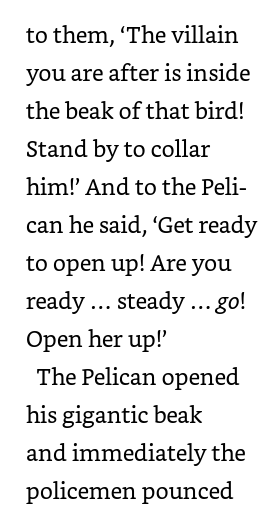 to them, ‘The villain
you are after is inside
the beak of that bird!
Stand by to collar
him!’ And to the Peli-
can he said, ‘Get ready
to open up! Are you
ready … steady … go!
Open her up!’
The Pelican opened
his gigantic beak
and immediately the
policemen pounced